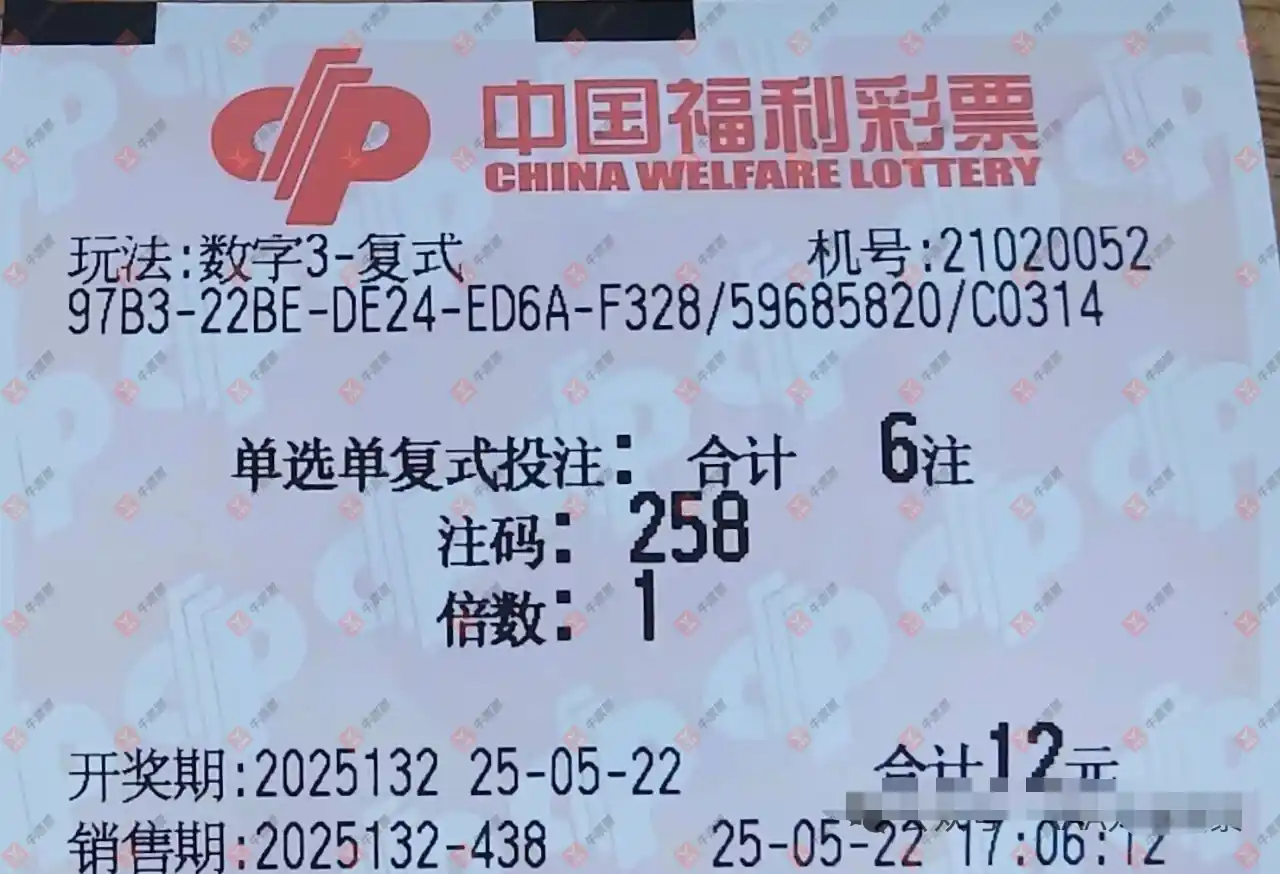 中国福利彩票
CHINA WELFARE LOTTERY
玩法:数字3-复式 机号:21020052
97B3-22BE-DE24-ED6A-F328/59685820/C0314
单选单复式投注: 合计 6注
注码: 258
倍数: 1
开奖期:2025132 25-05-22 合计12元
销售期:2025132-438 25-05-22 17:06:12